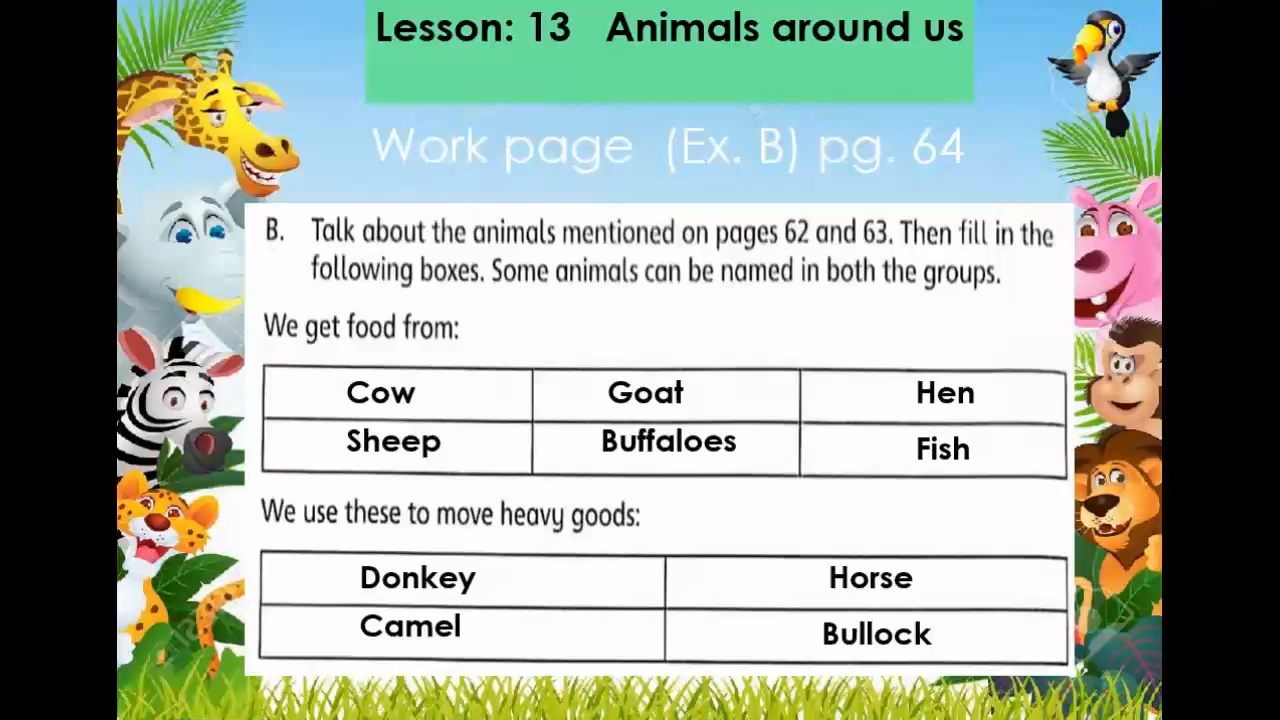 Lesson: 13 Animals around us
Work page (Ex. B) pg. 64
B. Talk about the animals mentioned on pages 62 and 63. Then fill in the
following boxes. Some animals can be named in both the groups.
We get food from:
Cow Goat Hen
Sheep Buffaloes Fish
We use these to move heavy goods:
Donkey Horse
Camel Bullock